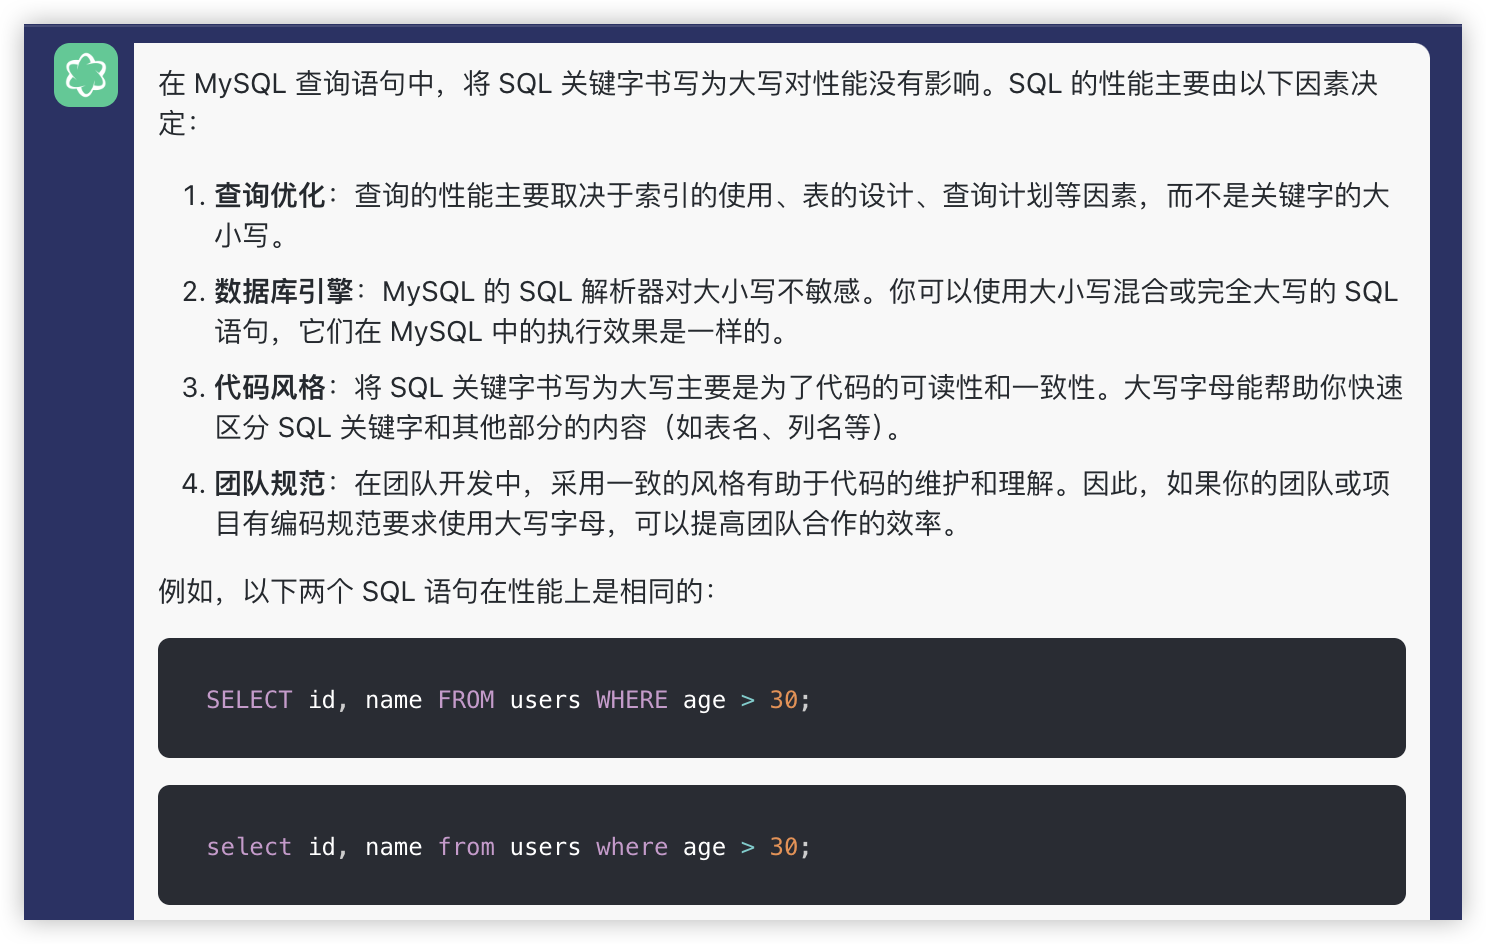 在 MySQL 查询语句中，将 SQL 关键字书写为大写对性能没有影响。SQL 的性能主要由以下因素决
定：
1. 查询优化：查询的性能主要取决于索引的使用、表的设计、查询计划等因素，而不是关键字的大
小写。
2. 数据库引擎：MySQL 的 SQL 解析器对大小写不敏感。你可以使用大小写混合或完全大写的 SQL
语句，它们在 MySQL 中的执行效果是一样的。
3. 代码风格：将 SQL 关键字书写为大写主要是为了代码的可读性和一致性。大写字母能帮助你快速
区分 SQL 关键字和其他部分的内容（如表名、列名等）。
4. 团队规范：在团队开发中，采用一致的风格有助于代码的维护和理解。因此，如果你的团队或项
目有编码规范要求使用大写字母，可以提高团队合作的效率。
例如，以下两个 SQL 语句在性能上是相同的：
SELECT id, name FROM users WHERE age > 30;
select id, name from users where age > 30;